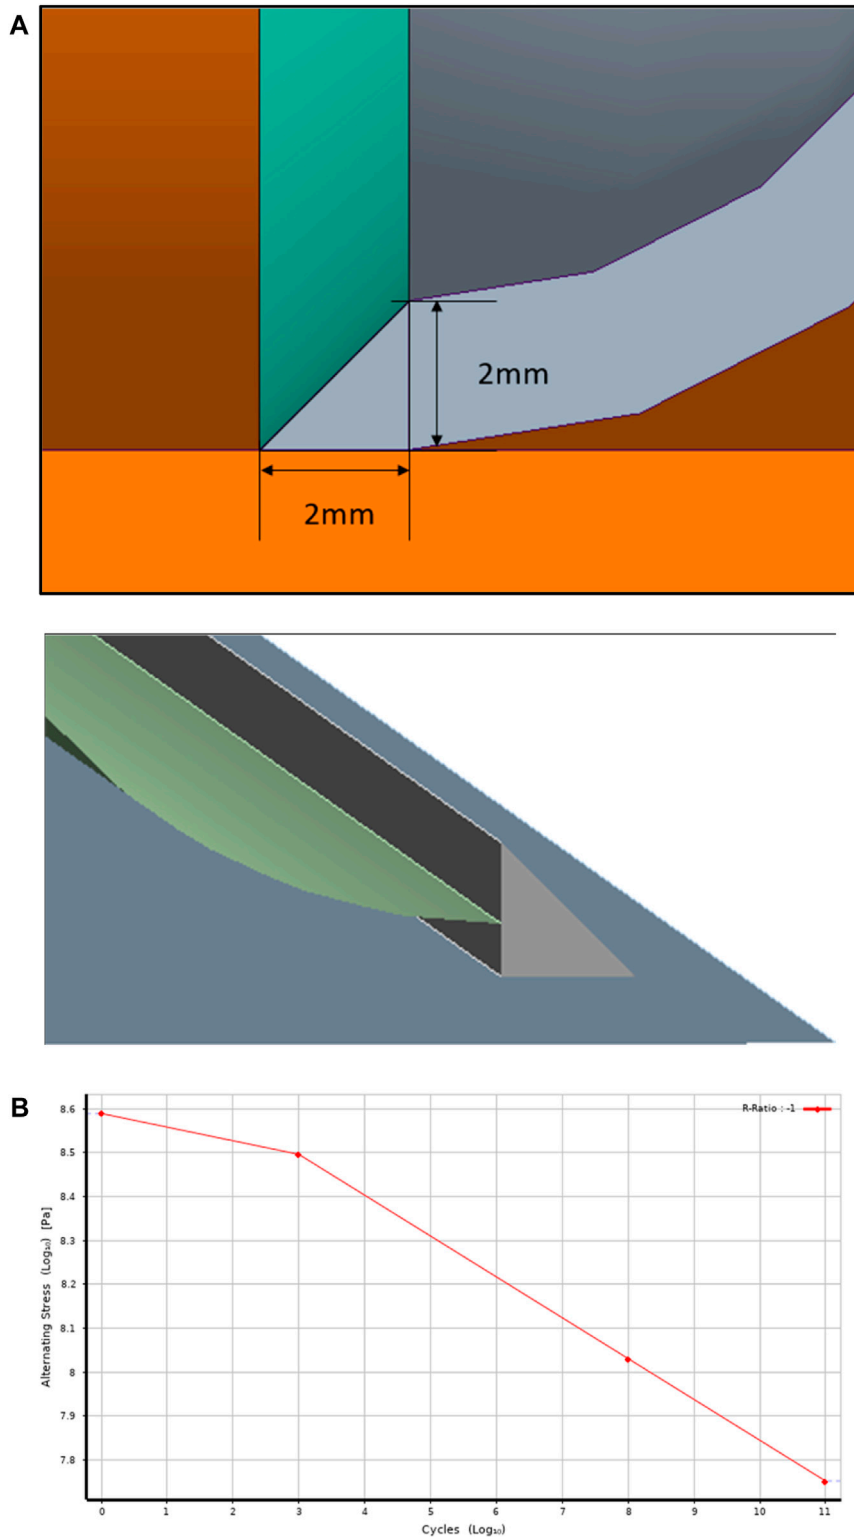 A
2mm
2mm
B
8.6
R-Ratio : -1
8.5
8.4
8.3
8.2
8.1
8
7.9
7.8
Alternating Stress (Log₁₀) [Pa]
0 1 2 3 4 5 6 7 8 9 10 11
Cycles (Log₁₀)